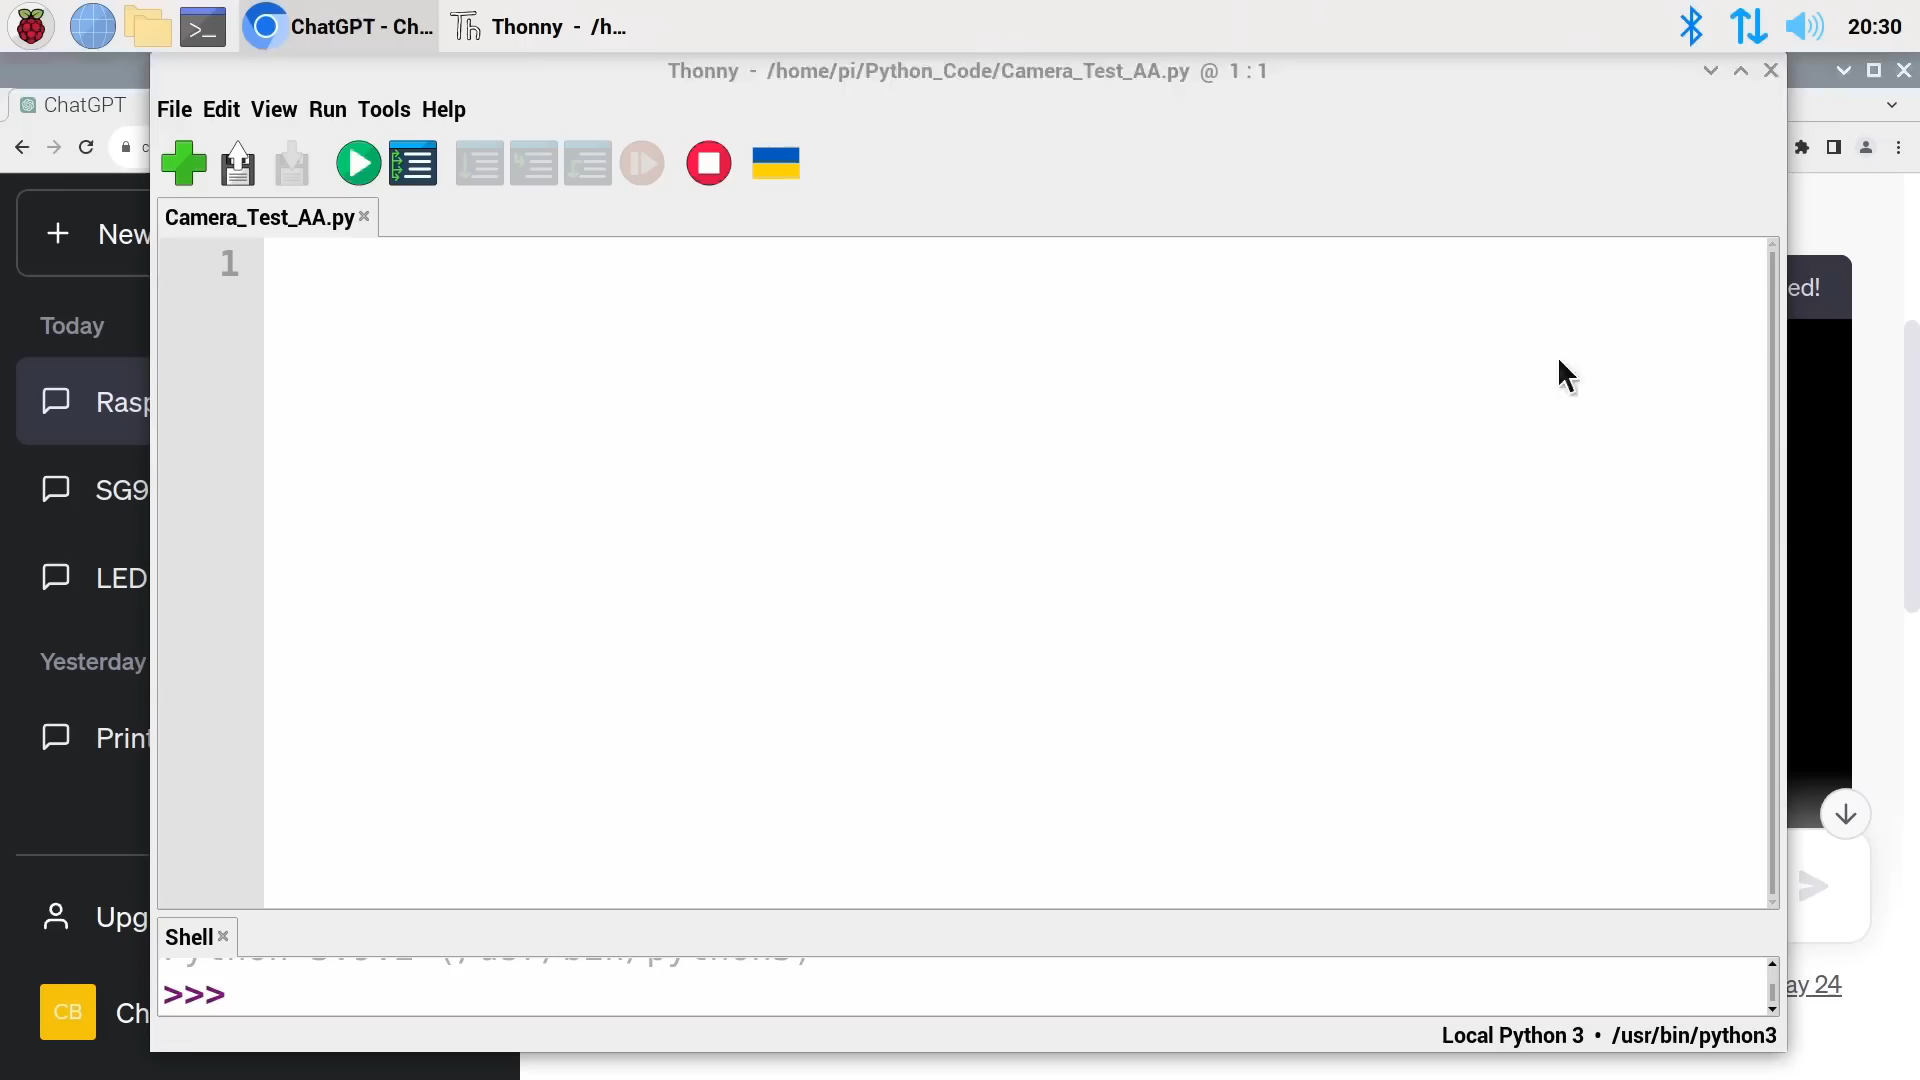 ChatGPT - Ch...
Thonny - /h...
20:30
Thonny - /home/pi/Python_Code/Camera_Test_AA.py @ 1 : 1
ChatGPT
File Edit View Run Tools Help
Camera_Test_AA.py
New
1
ed!
Today
Rasp
SG9
LED
Yesterday
Print
Upg
Shell
>>>
CB
Ch
ay 24
Local Python 3 • /usr/bin/python3